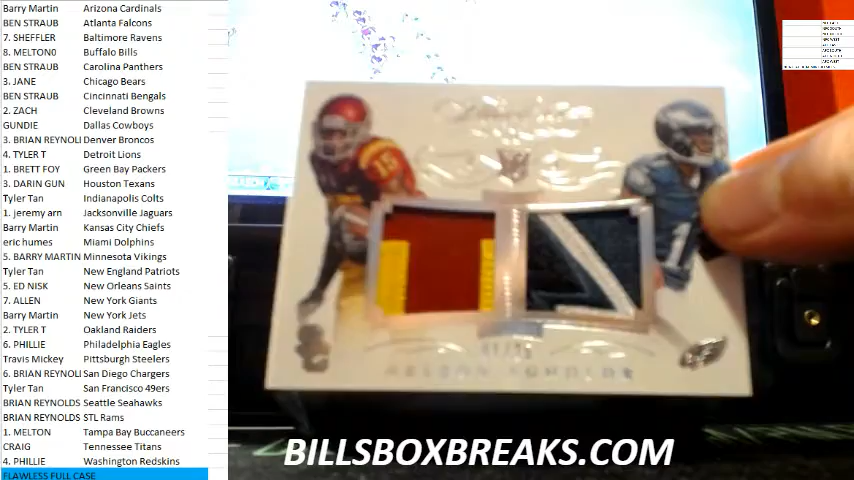 Barry Martin Arizona Cardinals
BEN STRAUB Atlanta Falcons
7. SHEFFLER Baltimore Ravens
8. MELTON0 Buffalo Bills
BEN STRAUB Carolina Panthers
3. JANE Chicago Bears
BEN STRAUB Cincinnati Bengals
2. ZACH Cleveland Browns
GUNDIE Dallas Cowboys
3. BRIAN REYNOLI Denver Broncos
4. TYLER T Detroit Lions
1. BRETT FOY Green Bay Packers
3. DARIN GUN Houston Texans
Tyler Tan Indianapolis Colts
1. jeremy arn Jacksonville Jaguars
Barry Martin Kansas City Chiefs
eric humes Miami Dolphins
5. BARRY MARTIN Minnesota Vikings
Tyler Tan New England Patriots
5. ED NISK New Orleans Saints
7. ALLEN New York Giants
Barry Martin New York Jets
2. TYLER T Oakland Raiders
6. PHILLIE Philadelphia Eagles
Travis Mickey Pittsburgh Steelers
6. BRIAN REYNOLI San Diego Chargers
Tyler Tan San Francisco 49ers
BRIAN REYNOLDS Seattle Seahawks
BRIAN REYNOLDS STL Rams
1. MELTON Tampa Bay Buccaneers
CRAIG Tennessee Titans
4. PHILLIE Washington Redskins
FLAWLESS FULL CASE
15
1
NELSON AGHOLOR
BILLSBOXBREAKS.COM